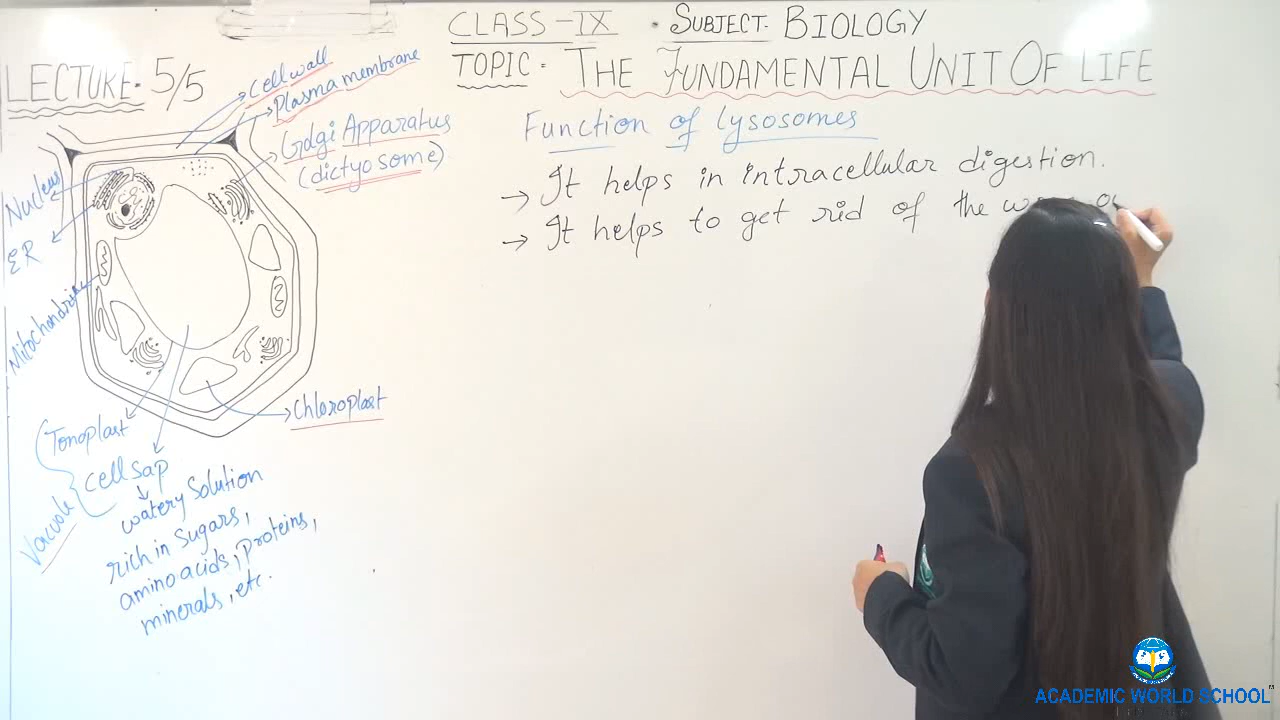 CLASS - IX . SUBJECT. BIOLOGY
TOPIC. THE FUNDAMENTAL UNIT OF LIFE
LECTURE. 5/5
Cell wall
Plasma membrane
Golgi Apparatus
(dictyosome)
Nucleus
ER
Mitochondria
Chloroplast
Tonoplast
cell sap
Vacuole
watery solution
rich in sugars,
amino acids, proteins,
minerals, etc.
Function of lysosomes
→ It helps in intracellular digestion.
→ It helps to get rid of the
ACADEMIC WORLD SCHOOL